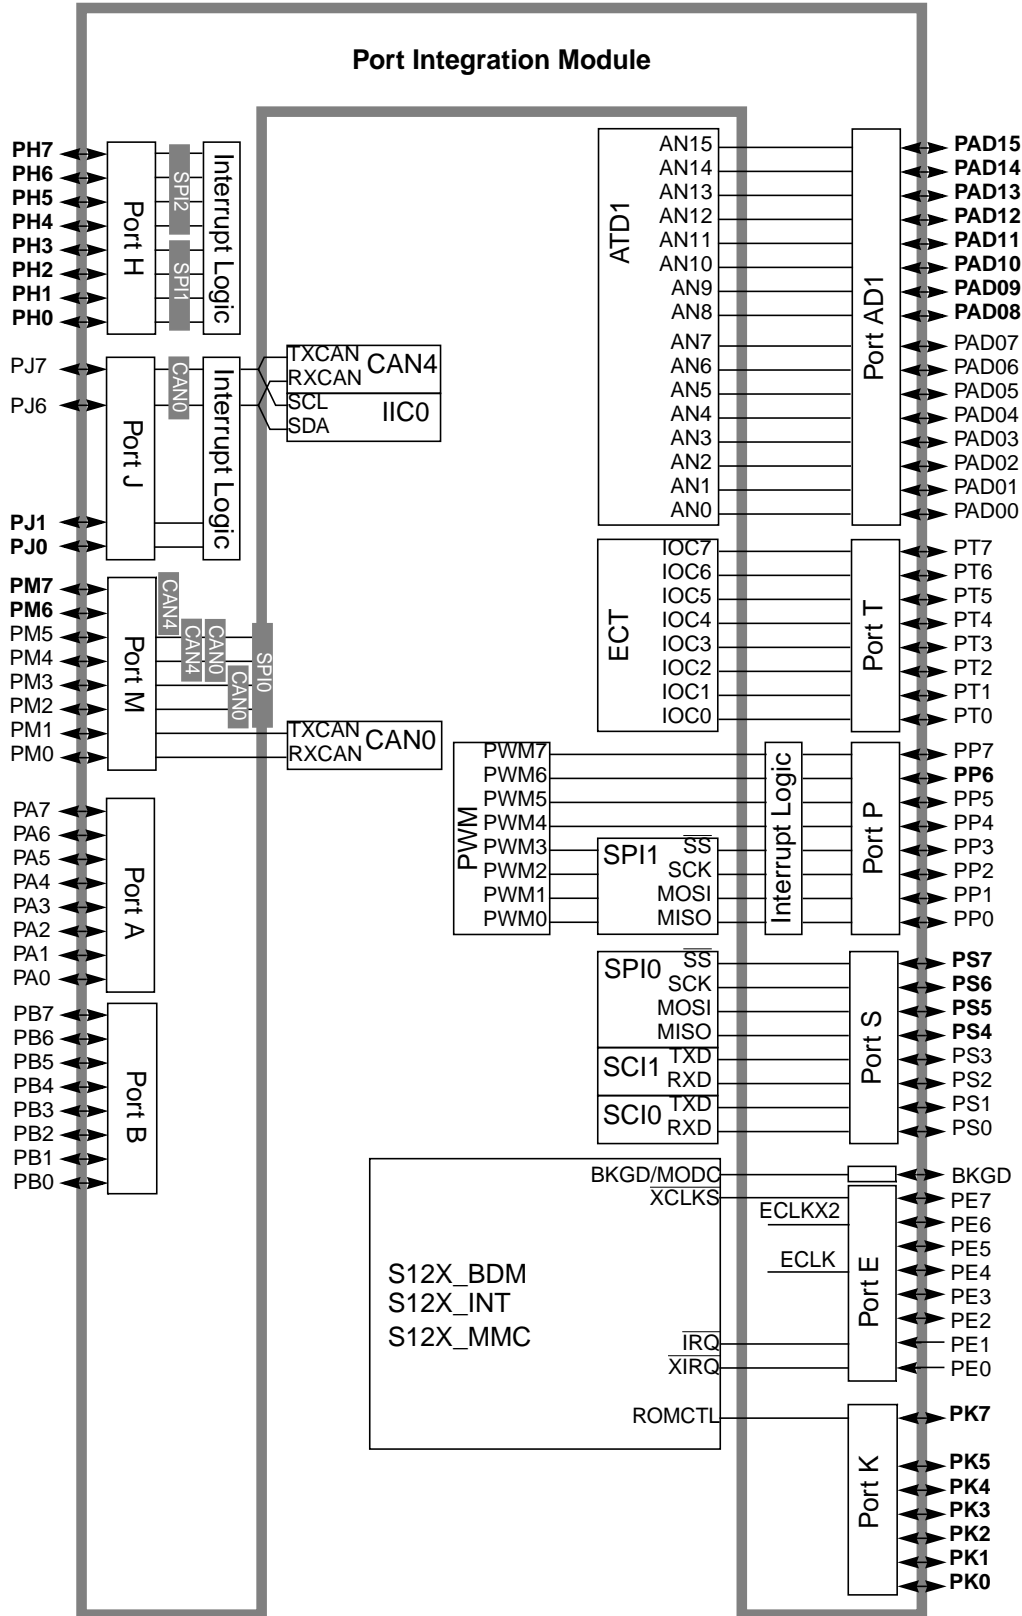 Port Integration Module
PH7
PH6
PH5
PH4
PH3
PH2
PH1
PH0
Port H
SPI2
SPI1
Interrupt Logic
PJ7
PJ6
PJ1
PJ0
Port J
CAN0
Interrupt Logic
TXCAN
RXCAN
CAN4
SCL
SDA
IIC0
PM7
PM6
PM5
PM4
PM3
PM2
PM1
PM0
Port M
CAN4
CAN4
CAN0
CAN0
SPI0
TXCAN
RXCAN
CAN0
PA7
PA6
PA5
PA4
PA3
PA2
PA1
PA0
Port A
PB7
PB6
PB5
PB4
PB3
PB2
PB1
PB0
Port B
ATD1
AN15
AN14
AN13
AN12
AN11
AN10
AN9
AN8
AN7
AN6
AN5
AN4
AN3
AN2
AN1
AN0
Port AD1
PAD15
PAD14
PAD13
PAD12
PAD11
PAD10
PAD09
PAD08
PAD07
PAD06
PAD05
PAD04
PAD03
PAD02
PAD01
PAD00
ECT
IOC7
IOC6
IOC5
IOC4
IOC3
IOC2
IOC1
IOC0
Port T
PT7
PT6
PT5
PT4
PT3
PT2
PT1
PT0
PWM
PWM7
PWM6
PWM5
PWM4
PWM3
PWM2
PWM1
PWM0
SPI1
SS
SCK
MOSI
MISO
Interrupt Logic
Port P
PP7
PP6
PP5
PP4
PP3
PP2
PP1
PP0
SPI0
SS
SCK
MOSI
MISO
SCI1
TXD
RXD
SCI0
TXD
RXD
Port S
PS7
PS6
PS5
PS4
PS3
PS2
PS1
PS0
S12X_BDM
S12X_INT
S12X_MMC
BKGD/MODC
XCLKS
IRQ
XIRQ
ROMCTL
ECLKX2
ECLK
BKGD
Port E
PE7
PE6
PE5
PE4
PE3
PE2
PE1
PE0
Port K
PK7
PK5
PK4
PK3
PK2
PK1
PK0